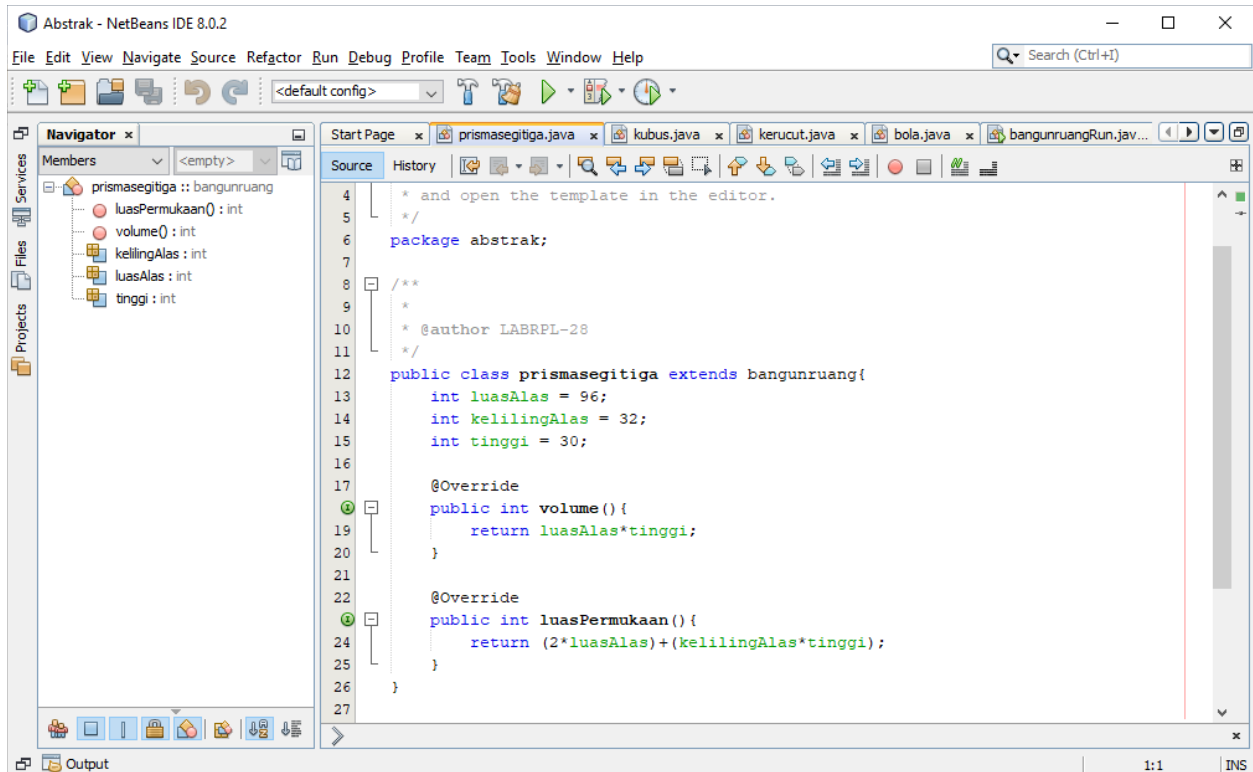 Abstrak - NetBeans IDE 8.0.2
File Edit View Navigate Source Refactor Run Debug Profile Team Tools Window Help
Search (Ctrl+I)
<default config>
Navigator
Members
<empty>
prismasegitiga :: bangunruang
luasPermukaan() : int
volume() : int
kelilingAlas : int
luasAlas : int
tinggi : int
Services
Files
Projects
Start Page
prismasegitiga.java
kubus.java
kerucut.java
bola.java
bangunruangRun.jav...
Source History
4 * and open the template in the editor.
5 */
6 package abstrak;
7
8 /**
9 *
10 * @author LABRPL-28
11 */
12 public class prismasegitiga extends bangunruang{
13 int luasAlas = 96;
14 int kelilingAlas = 32;
15 int tinggi = 30;
16
17 @Override
public int volume(){
19 return luasAlas*tinggi;
20 }
21
22 @Override
public int luasPermukaan(){
24 return (2*luasAlas)+(kelilingAlas*tinggi);
25 }
26 }
27
Output
1:1 INS